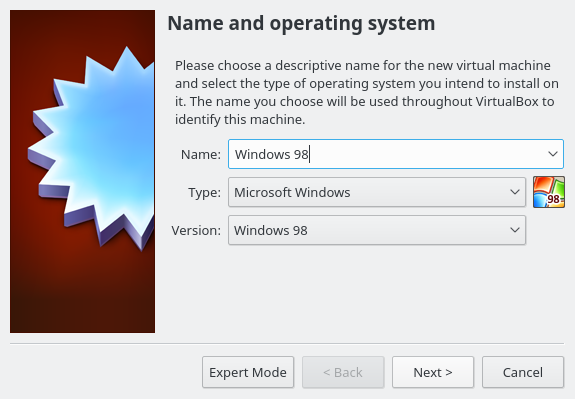 Name and operating system
Please choose a descriptive name for the new virtual machine
and select the type of operating system you intend to install on
it. The name you choose will be used throughout VirtualBox to
identify this machine.
Name: Windows 98
Type: Microsoft Windows
98
Version: Windows 98
Expert Mode < Back Next > Cancel